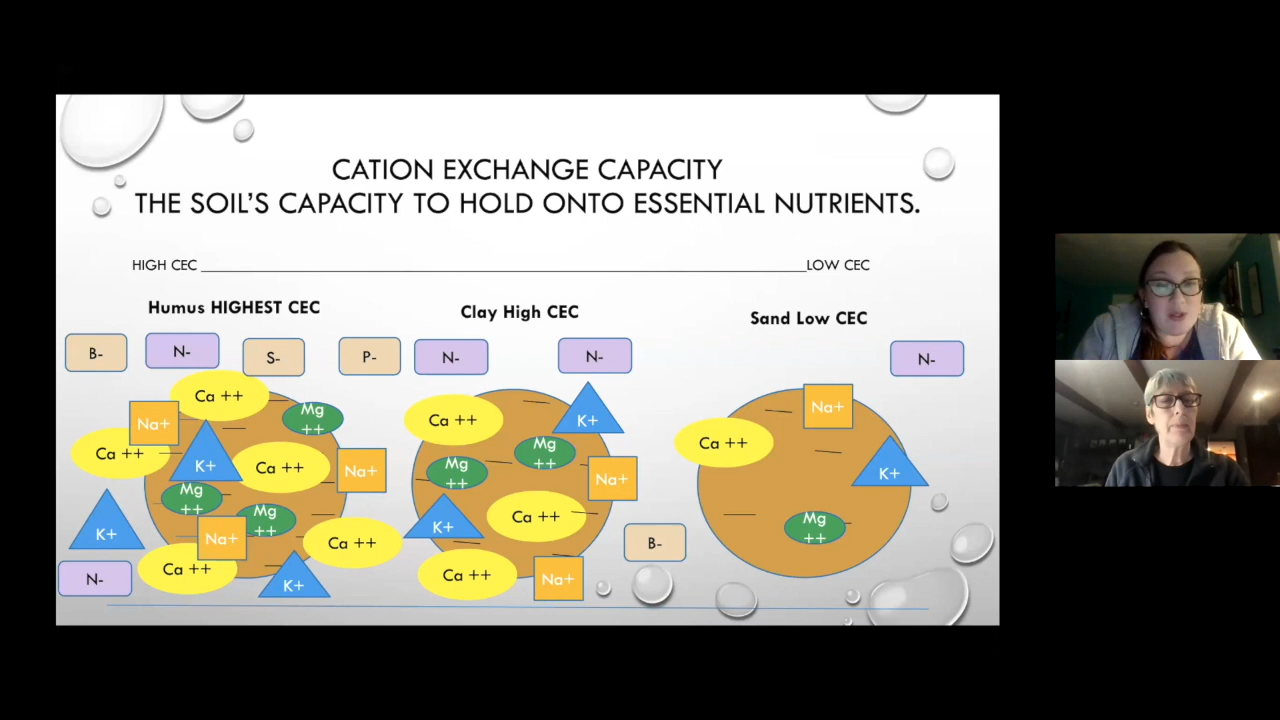 CATION EXCHANGE CAPACITY
THE SOIL'S CAPACITY TO HOLD ONTO ESSENTIAL NUTRIENTS.
HIGH CEC ______ LOW CEC
Humus HIGHEST CEC
B-
N-
S-
P-
Ca ++
Mg
++
Na+
Ca ++
K+
Ca ++
Na+
Mg
++
K+
Mg
++
Na+
Ca ++
Ca ++
N-
K+
Clay High CEC
N-
N-
Ca ++
K+
Mg
++
Mg
++
Na+
Ca ++
K+
B-
Ca ++
Na+
Sand Low CEC
N-
Na+
Ca ++
K+
Mg
++